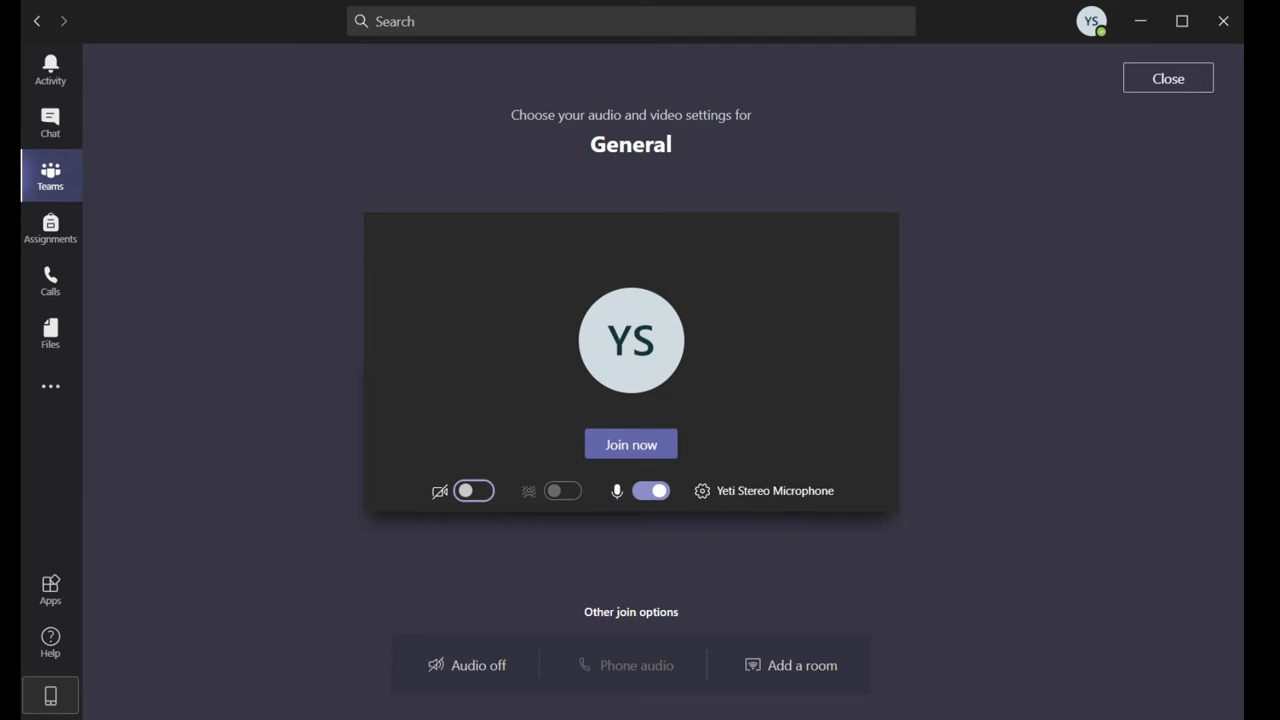 Search
YS
Activity
Chat
Teams
Assignments
Calls
Files
Apps
Help
Close
Choose your audio and video settings for
General
YS
Join now
Yeti Stereo Microphone
Other join options
Audio off
Phone audio
Add a room